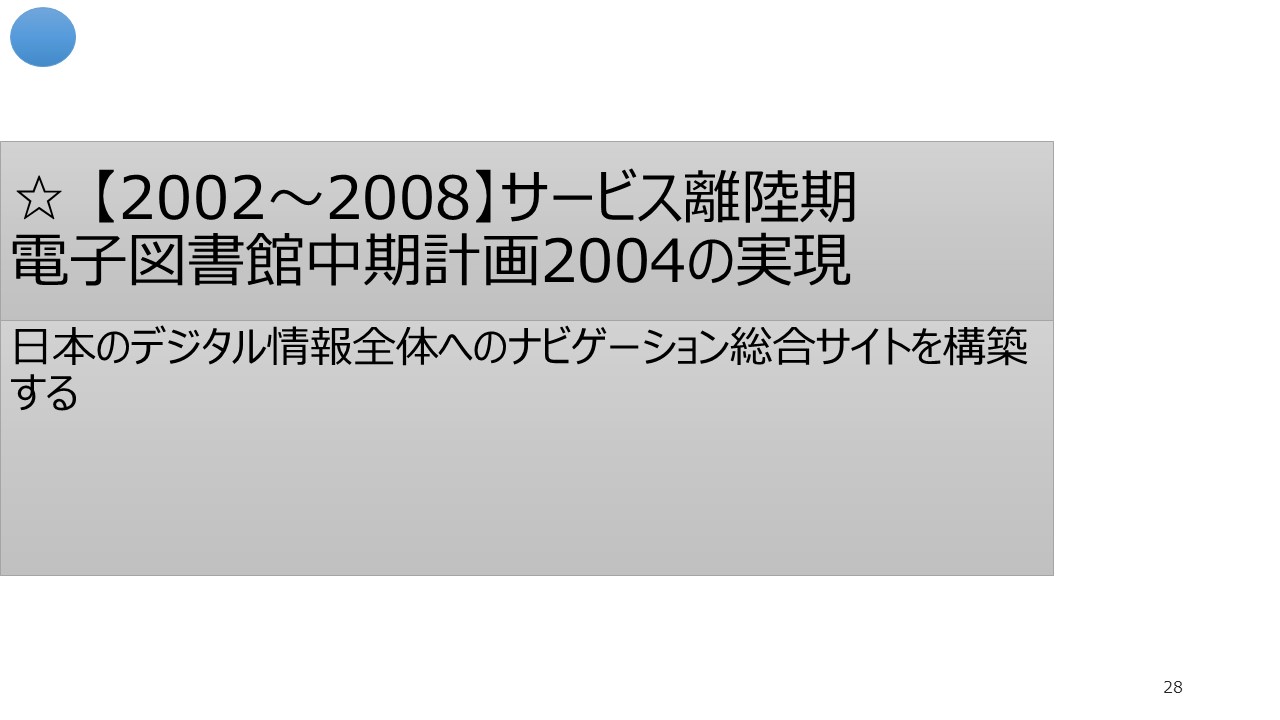 ☆【2002～2008】サービス離陸期
電子図書館中期計画2004の実現
日本のデジタル情報全体へのナビゲーション総合サイトを構築
する
28